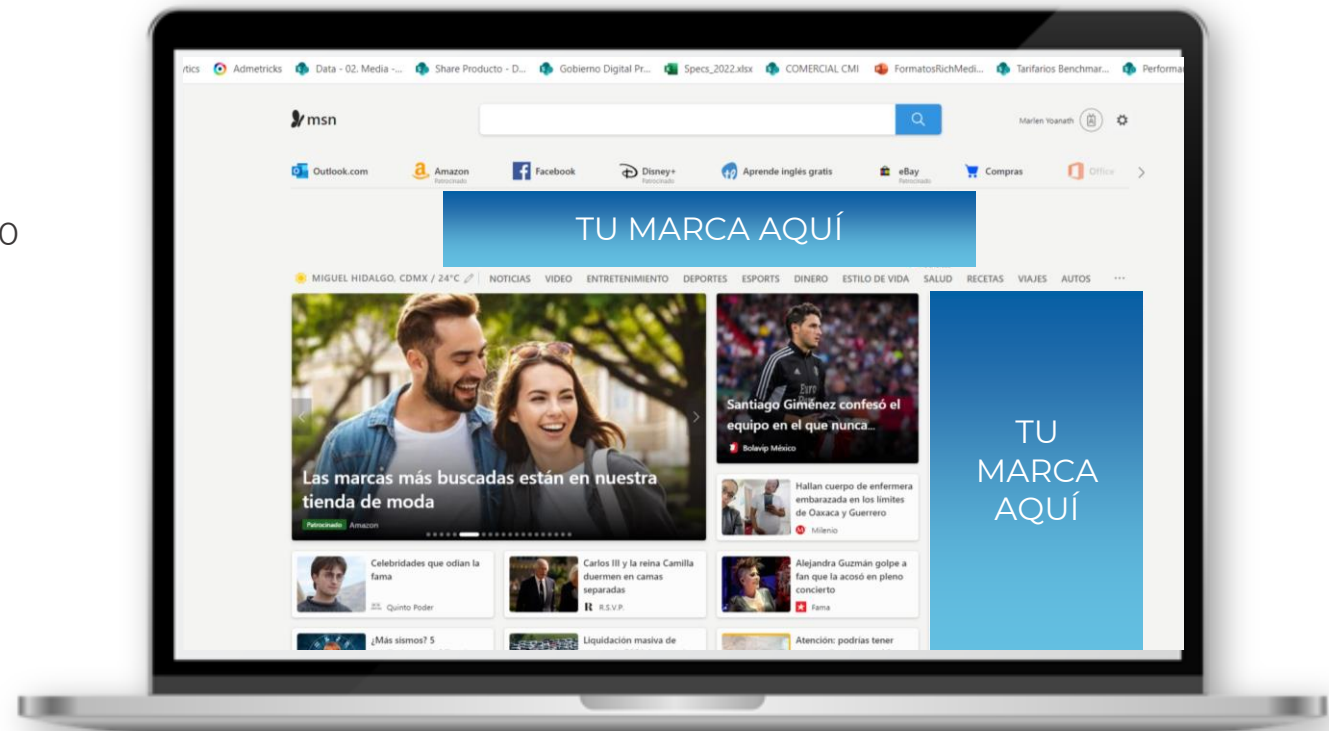 rtics Admetricks Data - 02. Media -... Share Producto - D... Gobierno Digital Pr... Specs_2022.xlsx COMERCIAL CMI FormatosRichMedi... Tarifarios Benchmar... Performa
msn
Marlen Yoanath
Outlook.com Amazon Facebook Disney+ Aprende inglés gratis eBay Compras Office
Patrocinado Patrocinado Patrocinado
0
TU MARCA AQUÍ
MIGUEL HIDALGO, CDMX / 24°C NOTICIAS VIDEO ENTRETENIMIENTO DEPORTES ESPORTS DINERO ESTILO DE VIDA SALUD RECETAS VIAJES AUTOS ...
Las marcas más buscadas están en nuestra
tienda de moda
Patrocinado Amazon
Santiago Giménez confesó el
equipo en el que nunca...
Bolavip México
Hallan cuerpo de enfermera
embarazada en los límites
de Oaxaca y Guerrero
Milenio
TU
MARCA
AQUÍ
Celebridades que odian la
fama
Quinto Poder
Carlos III y la reina Camilla
duermen en camas
separadas
R R.S.V.P.
Alejandra Guzmán golpe a
fan que la acosó en pleno
concierto
Fama
¿Más sismos? 5
Liquidación masiva de
Atención: podrías tener